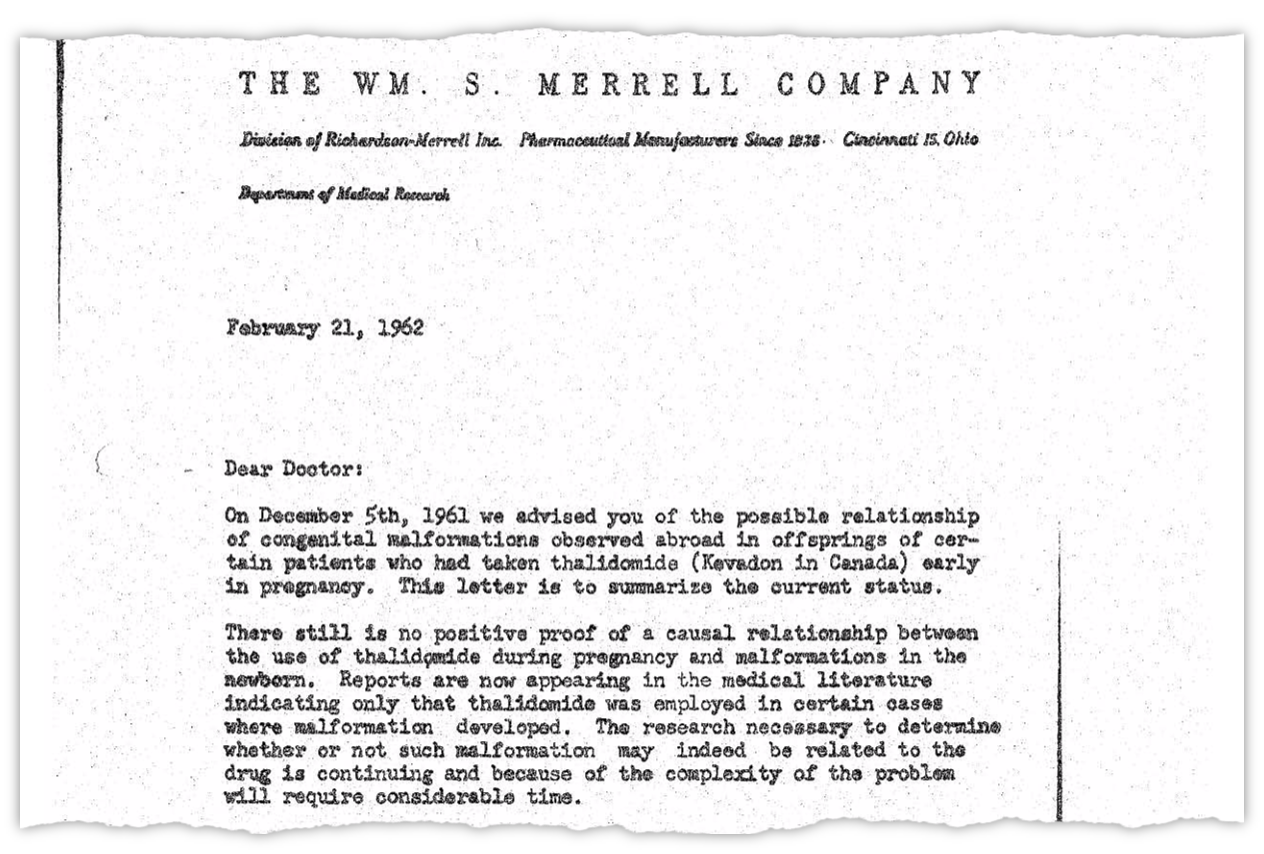 THE WM. S. MERRELL COMPANY
Division of Richardson-Merrell Inc. Pharmaceutical Manufacturers Since 1828 · Cincinnati 15, Ohio
Department of Medical Research
February 21, 1962
Dear Doctor:
On December 5th, 1961 we advised you of the possible relationship
of congenital malformations observed abroad in offsprings of cer-
tain patients who had taken thalidomide (Kevadon in Canada) early
in pregnancy. This letter is to summarize the current status.
There still is no positive proof of a causal relationship between
the use of thalidomide during pregnancy and malformations in the
newborn. Reports are now appearing in the medical literature
indicating only that thalidomide was employed in certain cases
where malformation developed. The research necessary to determine
whether or not such malformation may indeed be related to the
drug is continuing and because of the complexity of the problem
will require considerable time.